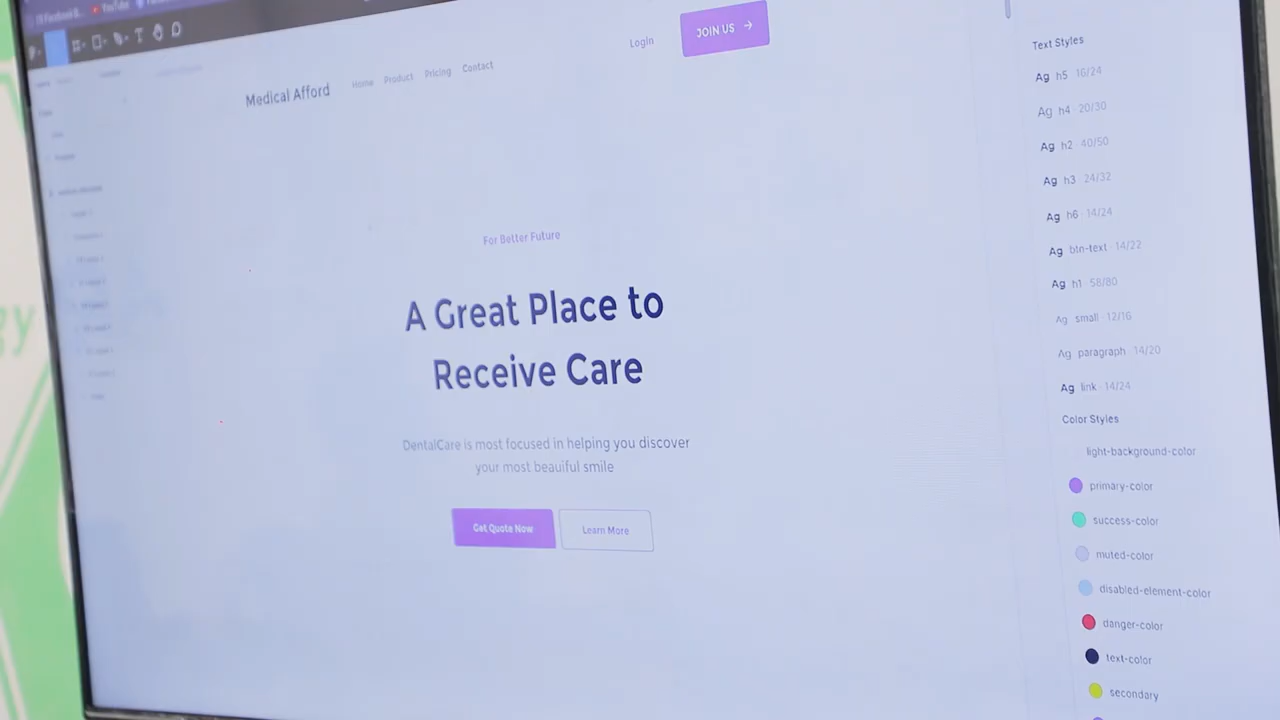 YouTube
Login
JOIN US →
Medical Afford
Home
Product
Pricing
Contact
For Better Future
A Great Place to
Receive Care
DentalCare is most focused in helping you discover
your most beauiful smile
Get Quote Now
Learn More
Text Styles
Ag h5 · 16/24
Ag h4 · 20/30
Ag h2 · 40/50
Ag h3 · 24/32
Ag h6 · 14/24
Ag btn-text · 14/22
Ag h1 · 58/80
Ag small · 12/16
Ag paragraph · 14/20
Ag link · 14/24
Color Styles
light-background-color
primary-color
success-color
muted-color
disabled-element-color
danger-color
text-color
secondary
gy